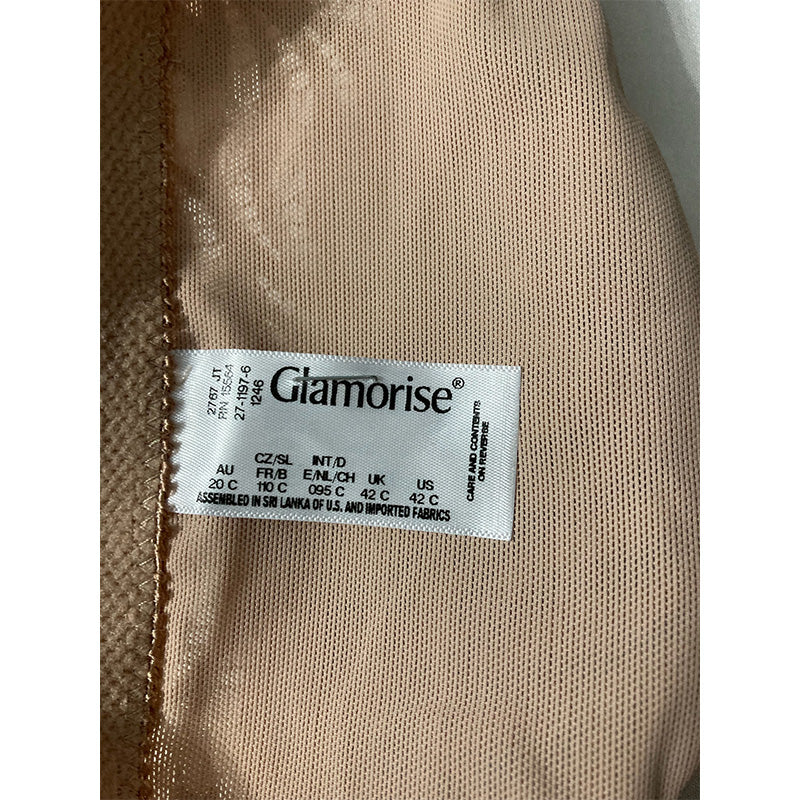 2767 JT
RN 15564
27-1197-6
1246
Glamorise®
CARE AND CONTENTS
ON REVERSE
CZ/SL INT/D
AU FR/B E/NL/CH UK US
20 C 110 C 095 C 42 C 42 C
ASSEMBLED IN SRI LANKA OF U.S. AND IMPORTED FABRICS